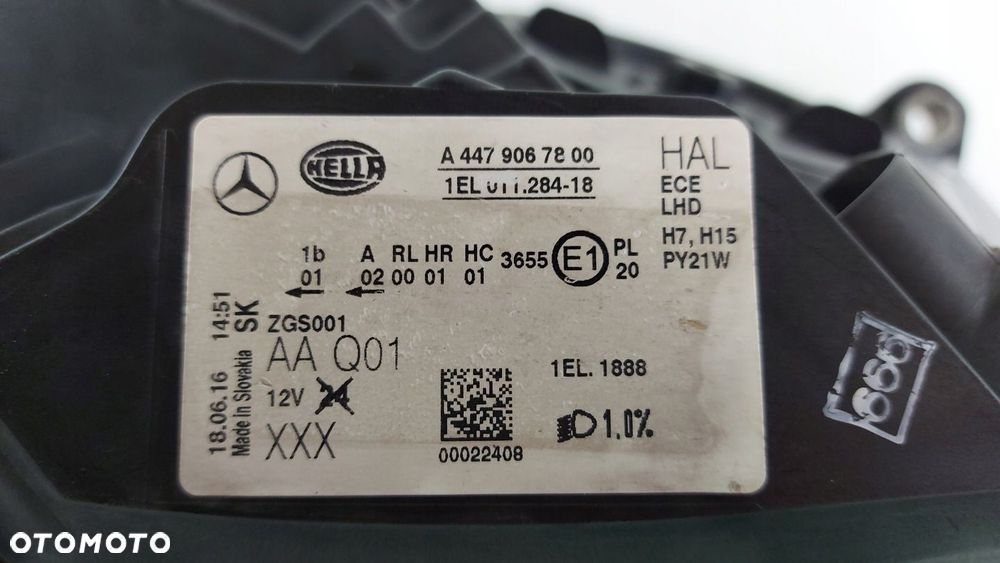 HELLA
A 447 906 78 00
1EL 011.284-18
HAL
ECE
LHD
H7, H15
PY21W
1b A RL HR HC
01 02 00 01 01
3655 E1 PL
20
18.06.16 14:51
Made in Slovakia SK
ZGS001
AA Q01
12V 24
XXX
00022408
1EL. 1888
1,0%
666
OTOMOTO